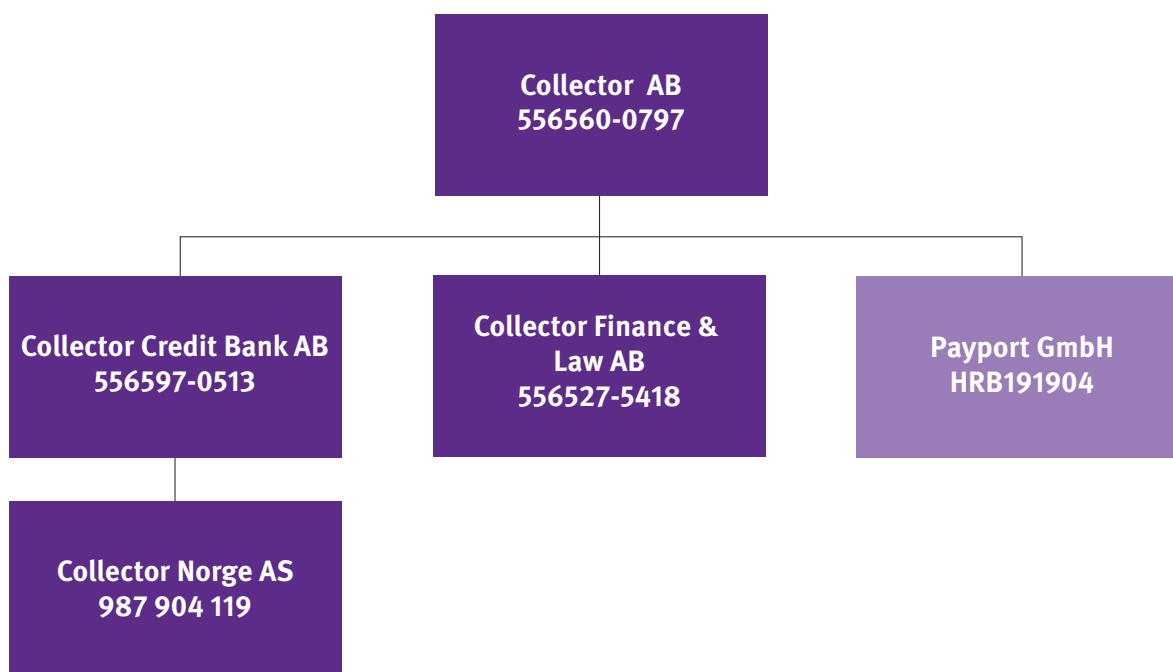 Collector AB
556560-0797
Collector Credit Bank AB
556597-0513
Collector Finance &
Law AB
556527-5418
Payport GmbH
HRB191904
Collector Norge AS
987 904 119